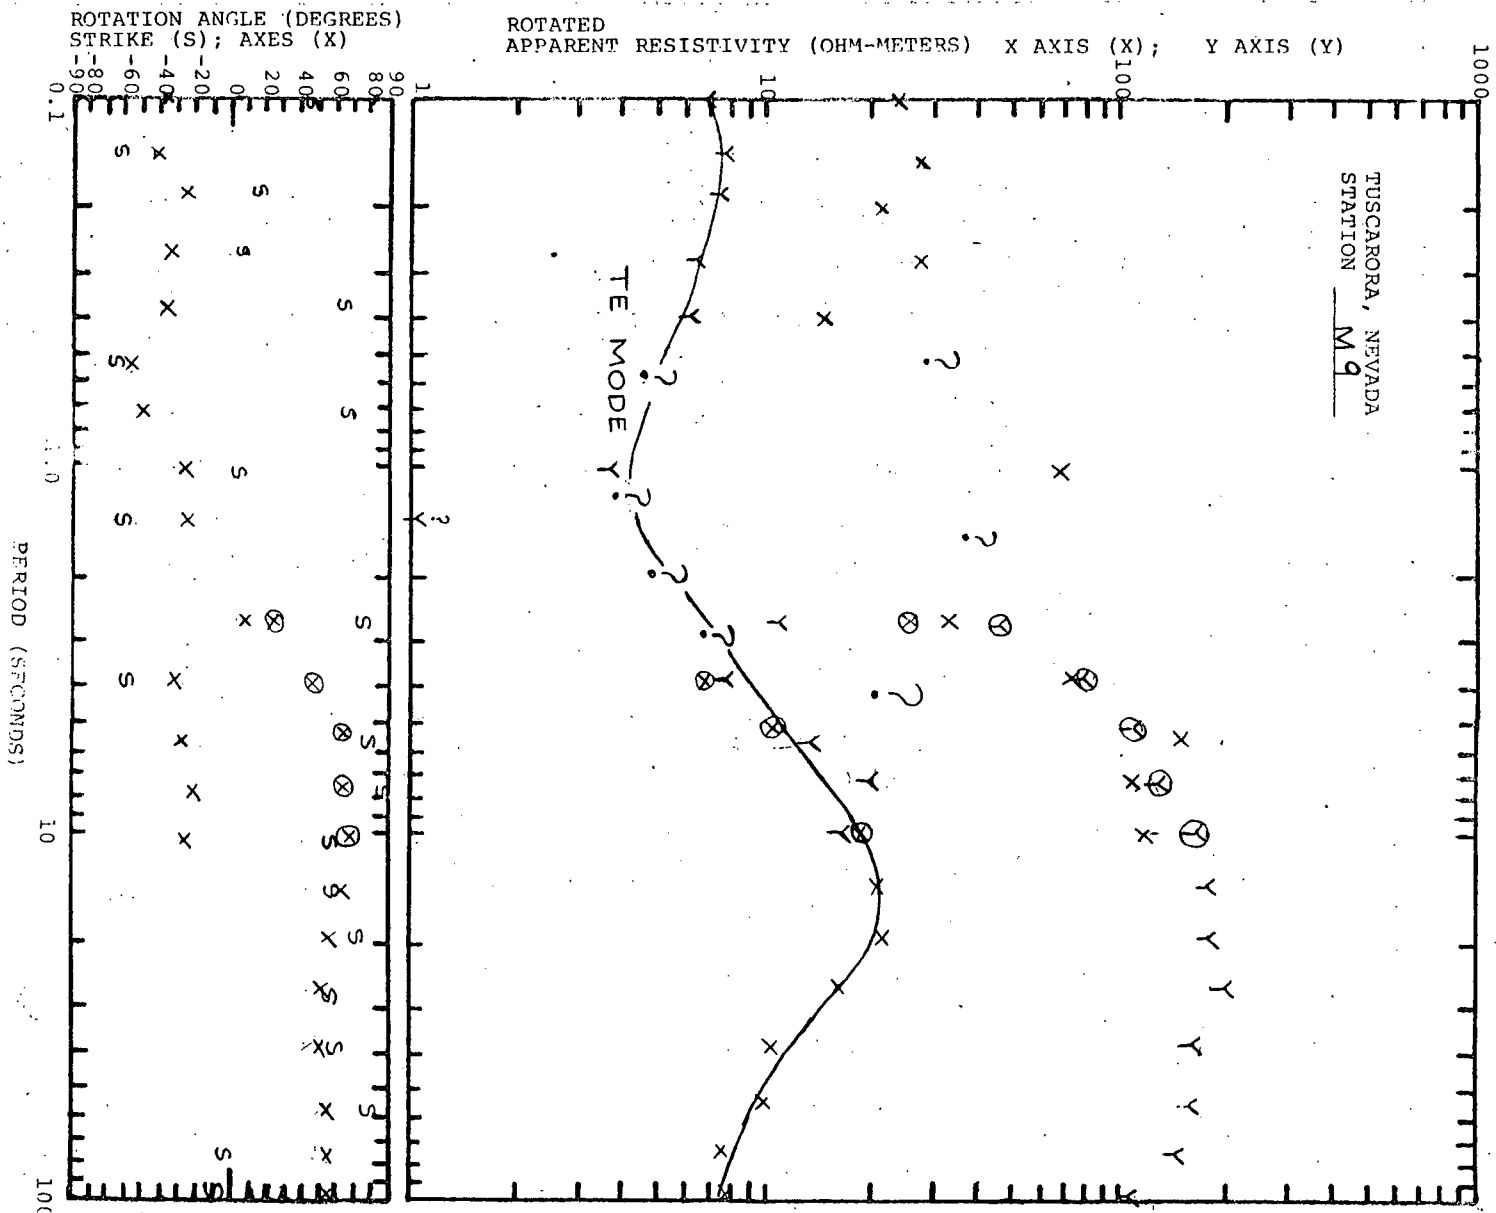 ROTATION ANGLE (DEGREES)
STRIKE (S); AXES (X)
ROTATED
APPARENT RESISTIVITY (OHM-METERS) X AXIS (X); Y AXIS (Y)
-90
-80
-60
-40
-20
0
20
40
60
80
90
1
10
100
1000
0.1
1.0
10
100
PERIOD (SECONDS)
TUSCARORA, NEVADA
STATION M9
TE MODE